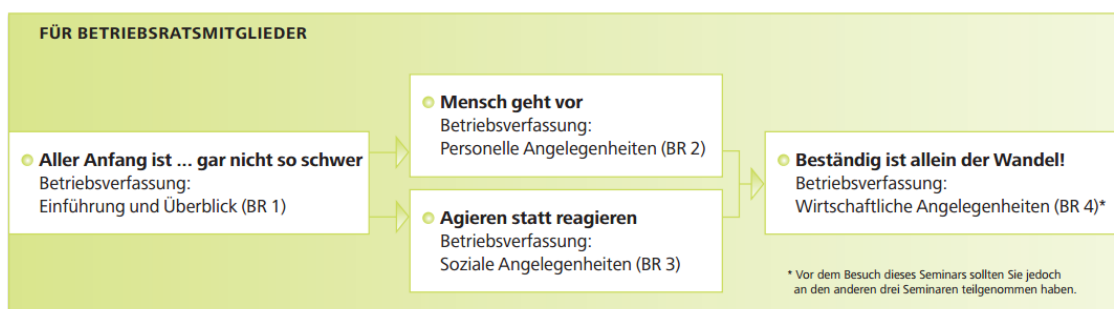 FÜR BETRIEBSRATSMITGLIEDER
Aller Anfang ist ... gar nicht so schwer
Betriebsverfassung:
Einführung und Überblick (BR 1)
Mensch geht vor
Betriebsverfassung:
Personelle Angelegenheiten (BR 2)
Agieren statt reagieren
Betriebsverfassung:
Soziale Angelegenheiten (BR 3)
Beständig ist allein der Wandel!
Betriebsverfassung:
Wirtschaftliche Angelegenheiten (BR 4)*
* Vor dem Besuch dieses Seminars sollten Sie jedoch
an den anderen drei Seminaren teilgenommen haben.